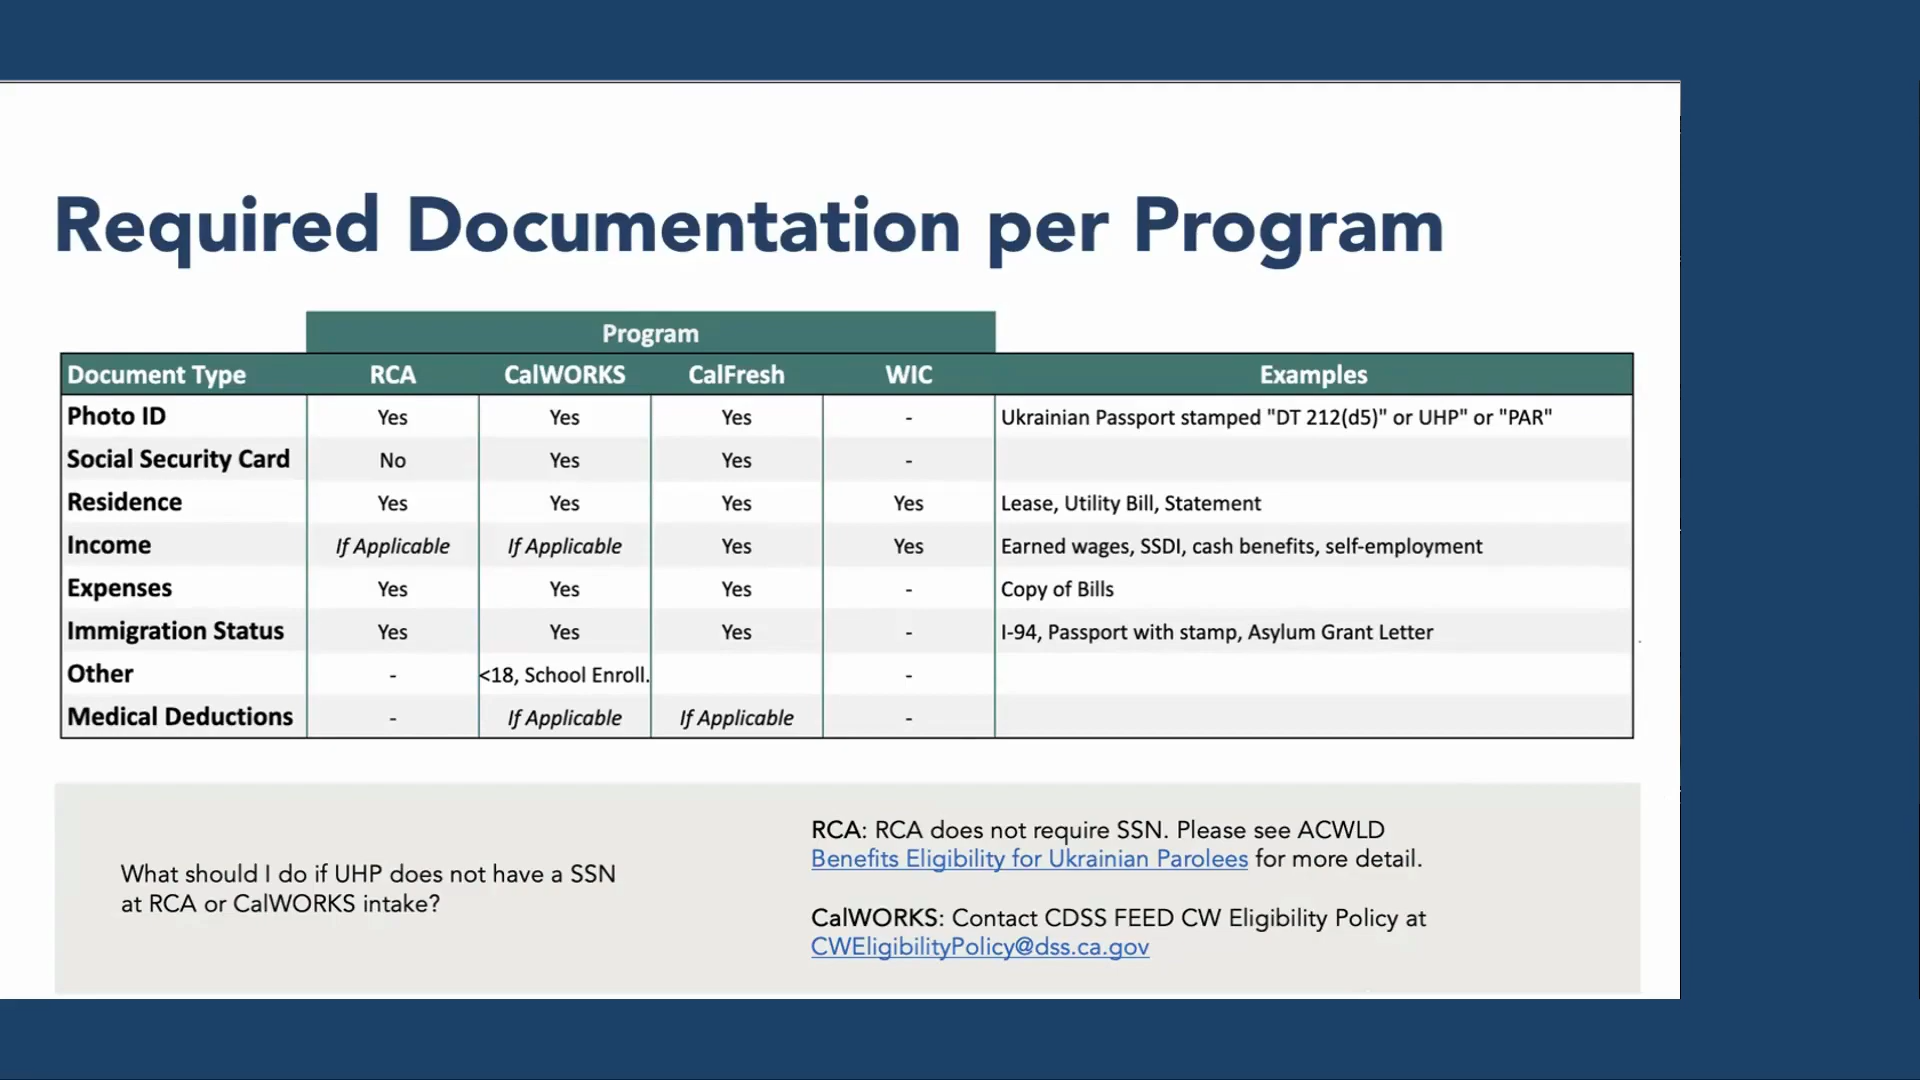 Required Documentation per Program
Program
Document Type RCA CalWORKS CalFresh WIC Examples
Photo ID Yes Yes Yes - Ukrainian Passport stamped "DT 212(d5)" or UHP" or "PAR"
Social Security Card No Yes Yes -
Residence Yes Yes Yes Yes Lease, Utility Bill, Statement
Income If Applicable If Applicable Yes Yes Earned wages, SSDI, cash benefits, self-employment
Expenses Yes Yes Yes - Copy of Bills
Immigration Status Yes Yes Yes - I-94, Passport with stamp, Asylum Grant Letter
Other - <18, School Enroll. -
Medical Deductions - If Applicable If Applicable -
What should I do if UHP does not have a SSN
at RCA or CalWORKS intake?
RCA: RCA does not require SSN. Please see ACWLD
Benefits Eligibility for Ukrainian Parolees for more detail.
CalWORKS: Contact CDSS FEED CW Eligibility Policy at
CWEligibilityPolicy@dss.ca.gov